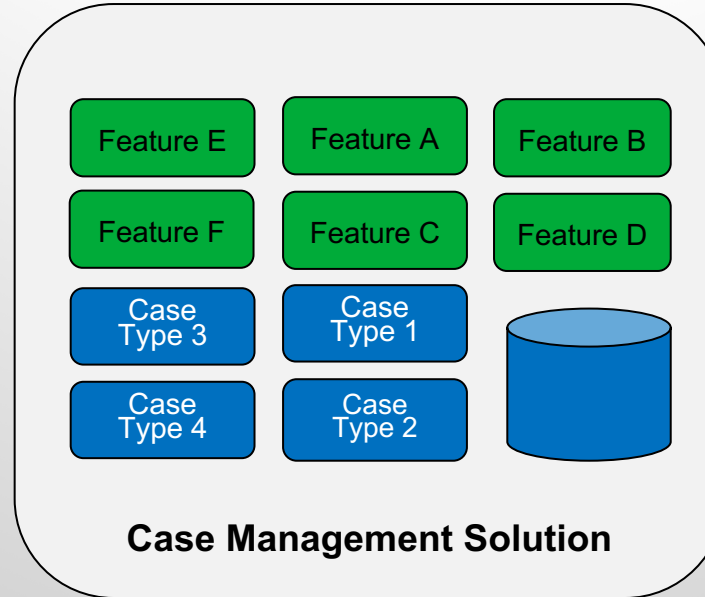 Feature E
Feature A
Feature B
Feature F
Feature C
Feature D
Case
Type 3
Case
Type 1
Case
Type 4
Case
Type 2
Case Management Solution